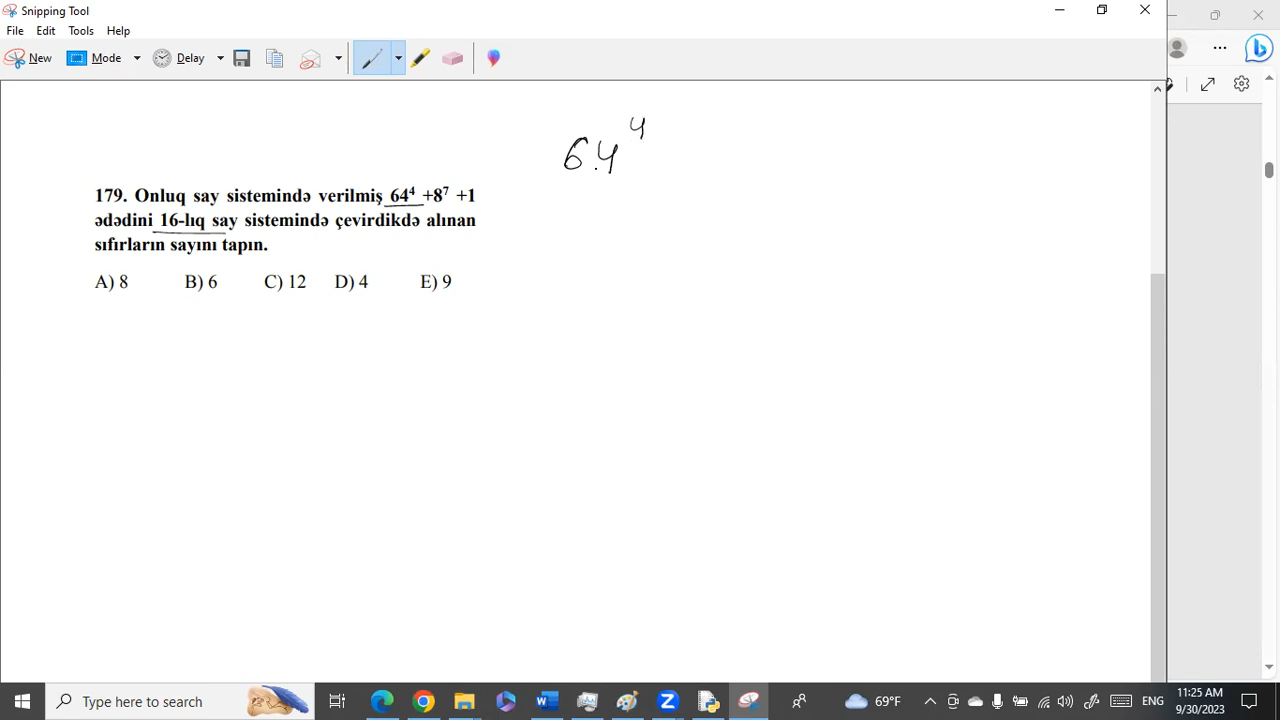 Snipping Tool
File Edit Tools Help
New Mode Delay
64⁴
179. Onluq say sistemində verilmiş 64⁴ +8⁷ +1
ədədini 16-lıq say sistemində çevirdikdə alınan
sıfırların sayını tapın.
A) 8 B) 6 C) 12 D) 4 E) 9
Type here to search
69°F
ENG
11:25 AM
9/30/2023